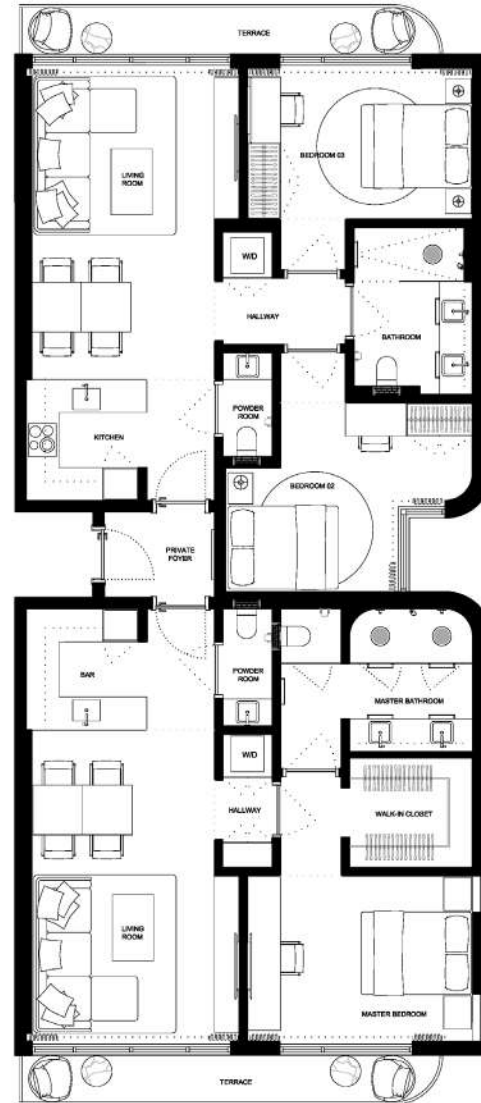 TERRACE
LIVING
ROOM
BEDROOM 03
W/D
HALLWAY
BATHROOM
POWDER
ROOM
KITCHEN
BEDROOM 02
PRIVATE
FOYER
BAR
POWDER
ROOM
MASTER BATHROOM
W/D
HALLWAY
WALK-IN CLOSET
LIVING
ROOM
MASTER BEDROOM
TERRACE